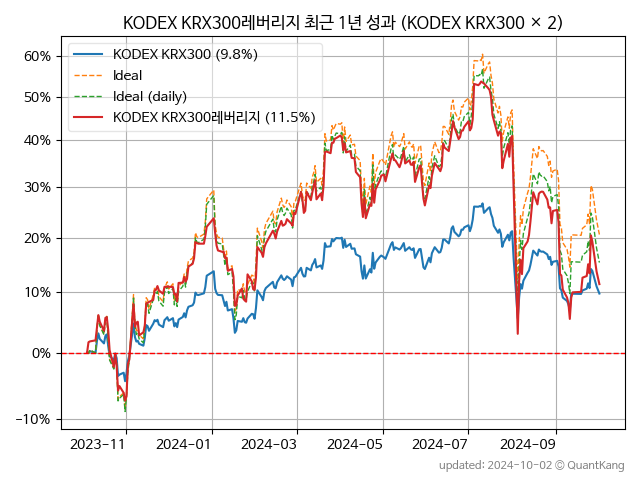 KODEX KRX300레버리지 최근 1년 성과 (KODEX KRX300 × 2)
KODEX KRX300 (9.8%)
Ideal
Ideal (daily)
KODEX KRX300레버리지 (11.5%)
60%
50%
40%
30%
20%
10%
0%
−10%
2023−11
2024−01
2024−03
2024−05
2024−07
2024−09
updated: 2024-10-02 © QuantKang